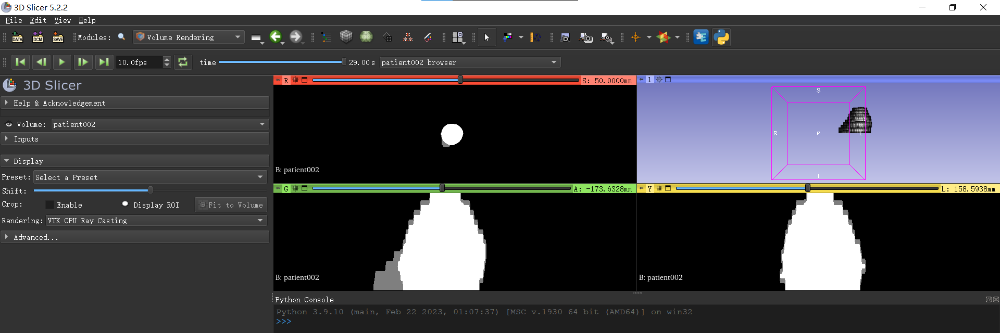 3D Slicer 5.2.2
File Edit View Help
DATA DCM SAVE Modules: Volume Rendering
10.0fps time 29.00 s patient002 browser
3D Slicer
Help & Acknowledgement
Volume: patient002
Inputs
Display
Preset: Select a Preset
Shift:
Crop: Enable Display ROI Fit to Volume
Rendering: VTK CPU Ray Casting
Advanced...
R S: 50.0000mm
B: patient002
1
S
R P L
I
G A: -173.6328mm
B: patient002
Y L: 158.5938mm
B: patient002
Python Console
Python 3.9.10 (main, Feb 22 2023, 01:07:37) [MSC v.1930 64 bit (AMD64)] on win32
>>>